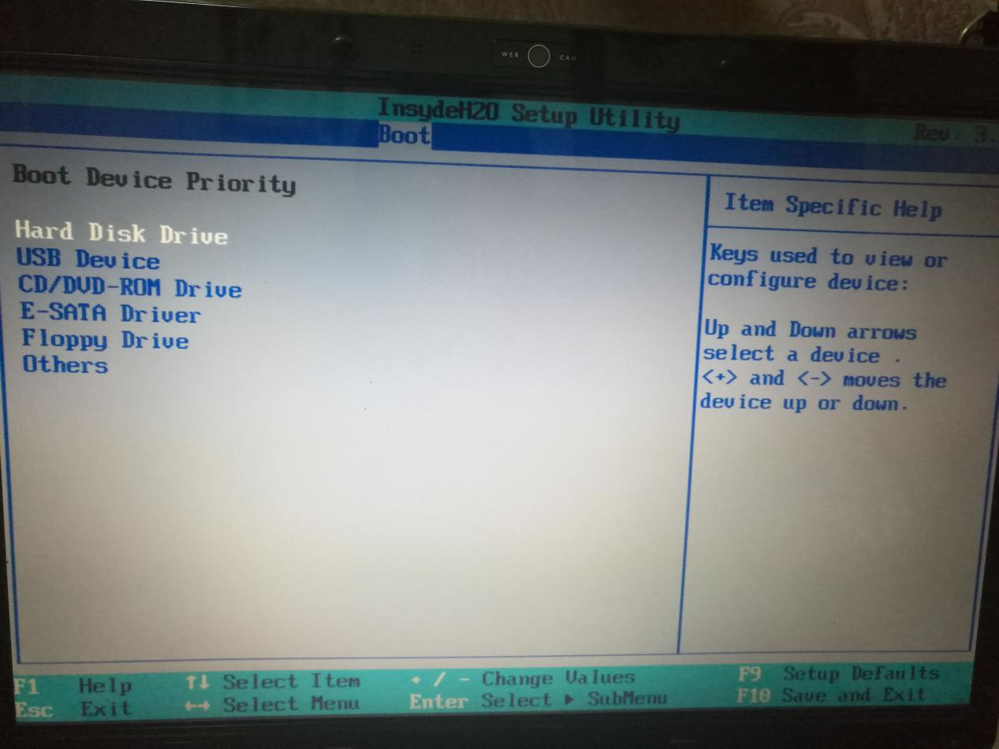 WEB CAM
InsydeH2O Setup Utility Rev. 3.
Boot
Boot Device Priority
Hard Disk Drive
USB Device
CD/DVD-ROM Drive
E-SATA Driver
Floppy Drive
Others
Item Specific Help
Keys used to view or
configure device:
Up and Down arrows
select a device .
<+> and <-> moves the
device up or down.
F1 Help ↑↓ Select Item + / - Change Values F9 Setup Defaults
Esc Exit ↔ Select Menu Enter Select ▶ SubMenu F10 Save and Exit